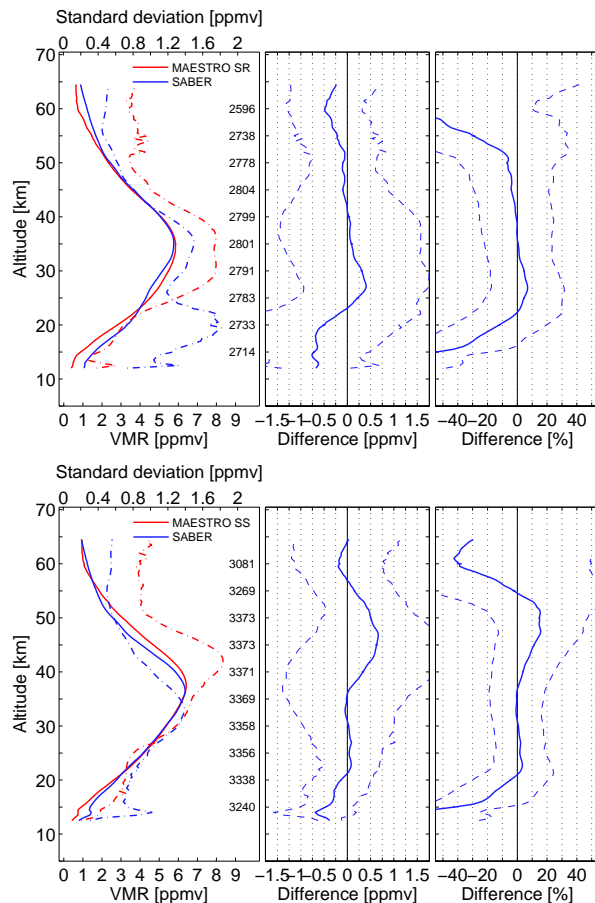 Standard deviation [ppmv]
0 0.4 0.8 1.2 1.6 2
70
60
50
40
30
20
10
Altitude [km]
MAESTRO SR
SABER
2596
2738
2778
2804
2799
2801
2791
2783
2733
2714
0 1 2 3 4 5 6 7 8 9
−1.5 −1 −0.5 0 0.5 1 1.5
−40 −20 0 20 40
VMR [ppmv]
Difference [ppmv]
Difference [%]
Standard deviation [ppmv]
0 0.4 0.8 1.2 1.6 2
70
60
50
40
30
20
10
Altitude [km]
MAESTRO SS
SABER
3081
3269
3373
3373
3371
3369
3358
3356
3338
3240
0 1 2 3 4 5 6 7 8 9
−1.5 −1 −0.5 0 0.5 1 1.5
−40 −20 0 20 40
VMR [ppmv]
Difference [ppmv]
Difference [%]